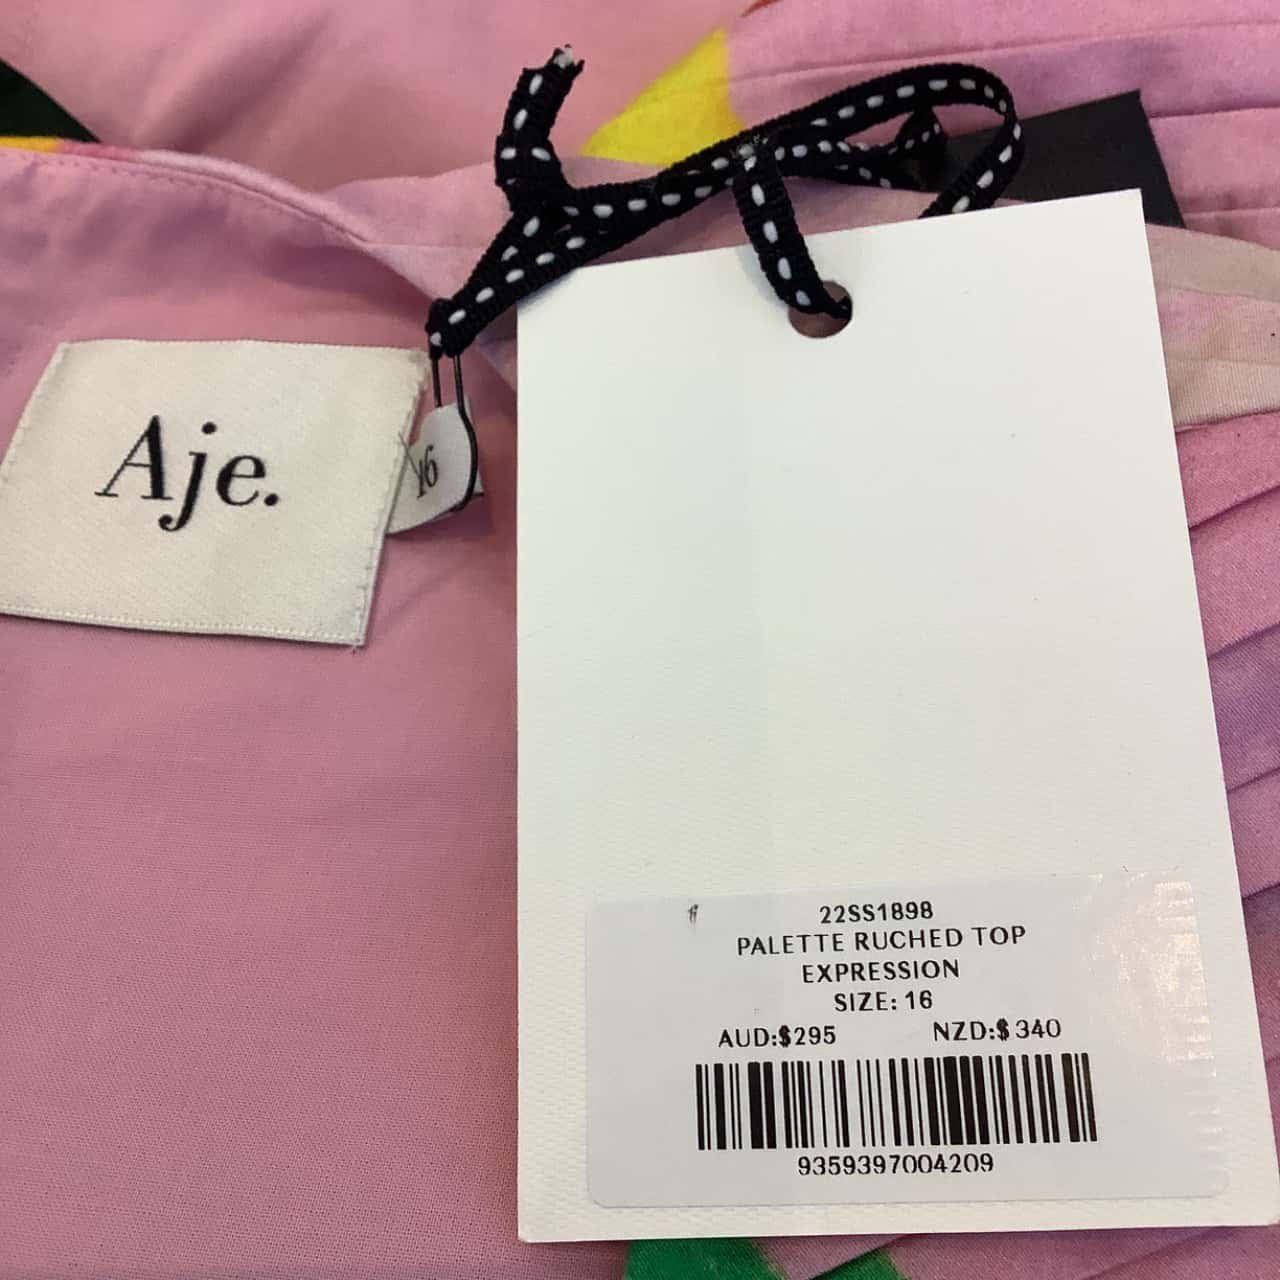 Aje.
16
22SS1898
PALETTE RUCHED TOP
EXPRESSION
SIZE: 16
AUD:$295 NZD:$340
9359397004209